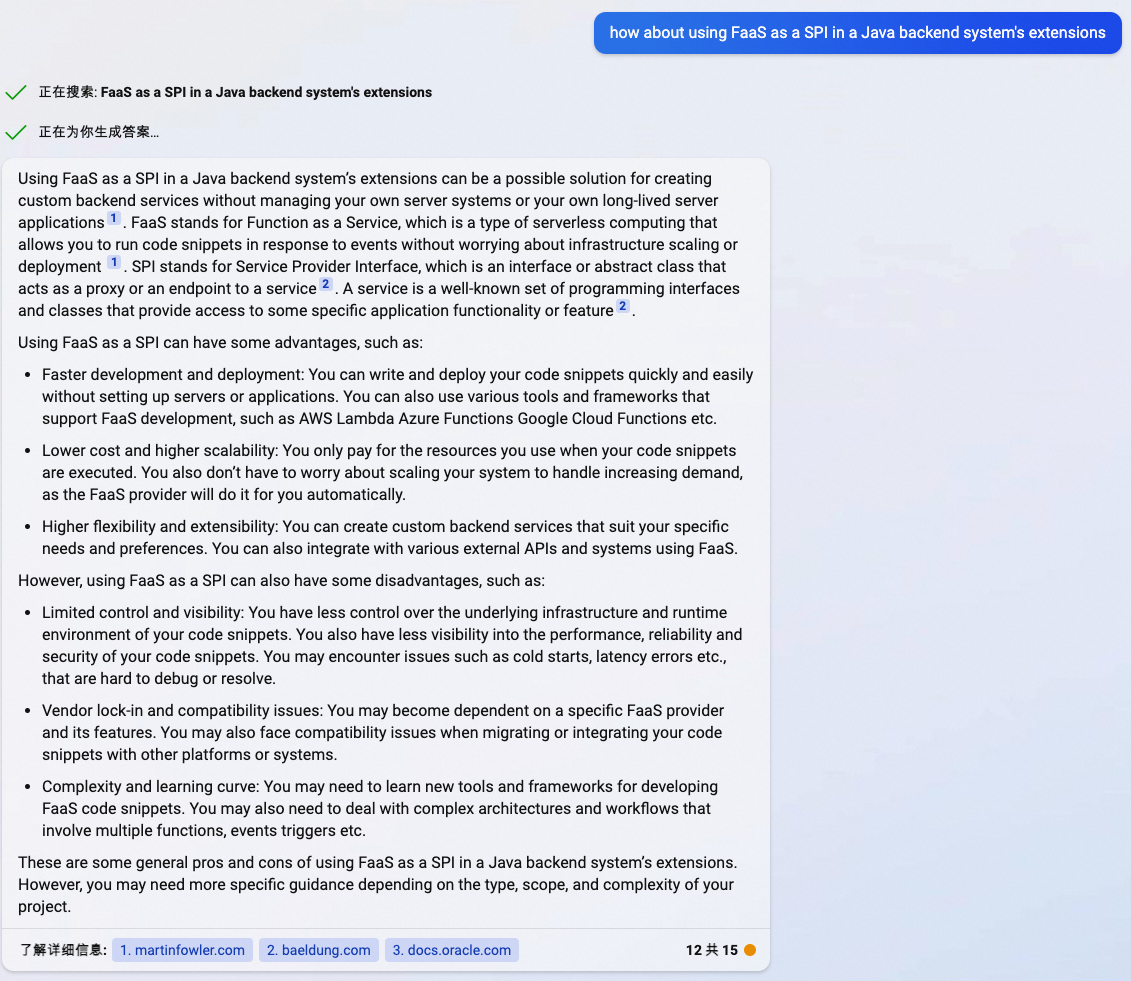 how about using FaaS as a SPI in a Java backend system's extensions
正在搜索: FaaS as a SPI in a Java backend system's extensions
正在为你生成答案...
Using FaaS as a SPI in a Java backend system’s extensions can be a possible solution for creating
custom backend services without managing your own server systems or your own long-lived server
applications 1 . FaaS stands for Function as a Service, which is a type of serverless computing that
allows you to run code snippets in response to events without worrying about infrastructure scaling or
deployment 1 . SPI stands for Service Provider Interface, which is an interface or abstract class that
acts as a proxy or an endpoint to a service 2 . A service is a well-known set of programming interfaces
and classes that provide access to some specific application functionality or feature 2 .
Using FaaS as a SPI can have some advantages, such as:
• Faster development and deployment: You can write and deploy your code snippets quickly and easily
without setting up servers or applications. You can also use various tools and frameworks that
support FaaS development, such as AWS Lambda Azure Functions Google Cloud Functions etc.
• Lower cost and higher scalability: You only pay for the resources you use when your code snippets
are executed. You also don’t have to worry about scaling your system to handle increasing demand,
as the FaaS provider will do it for you automatically.
• Higher flexibility and extensibility: You can create custom backend services that suit your specific
needs and preferences. You can also integrate with various external APIs and systems using FaaS.
However, using FaaS as a SPI can also have some disadvantages, such as:
• Limited control and visibility: You have less control over the underlying infrastructure and runtime
environment of your code snippets. You also have less visibility into the performance, reliability and
security of your code snippets. You may encounter issues such as cold starts, latency errors etc.,
that are hard to debug or resolve.
• Vendor lock-in and compatibility issues: You may become dependent on a specific FaaS provider
and its features. You may also face compatibility issues when migrating or integrating your code
snippets with other platforms or systems.
• Complexity and learning curve: You may need to learn new tools and frameworks for developing
FaaS code snippets. You may also need to deal with complex architectures and workflows that
involve multiple functions, events triggers etc.
These are some general pros and cons of using FaaS as a SPI in a Java backend system’s extensions.
However, you may need more specific guidance depending on the type, scope, and complexity of your
project.
了解详细信息: 1. martinfowler.com 2. baeldung.com 3. docs.oracle.com 12 共 15